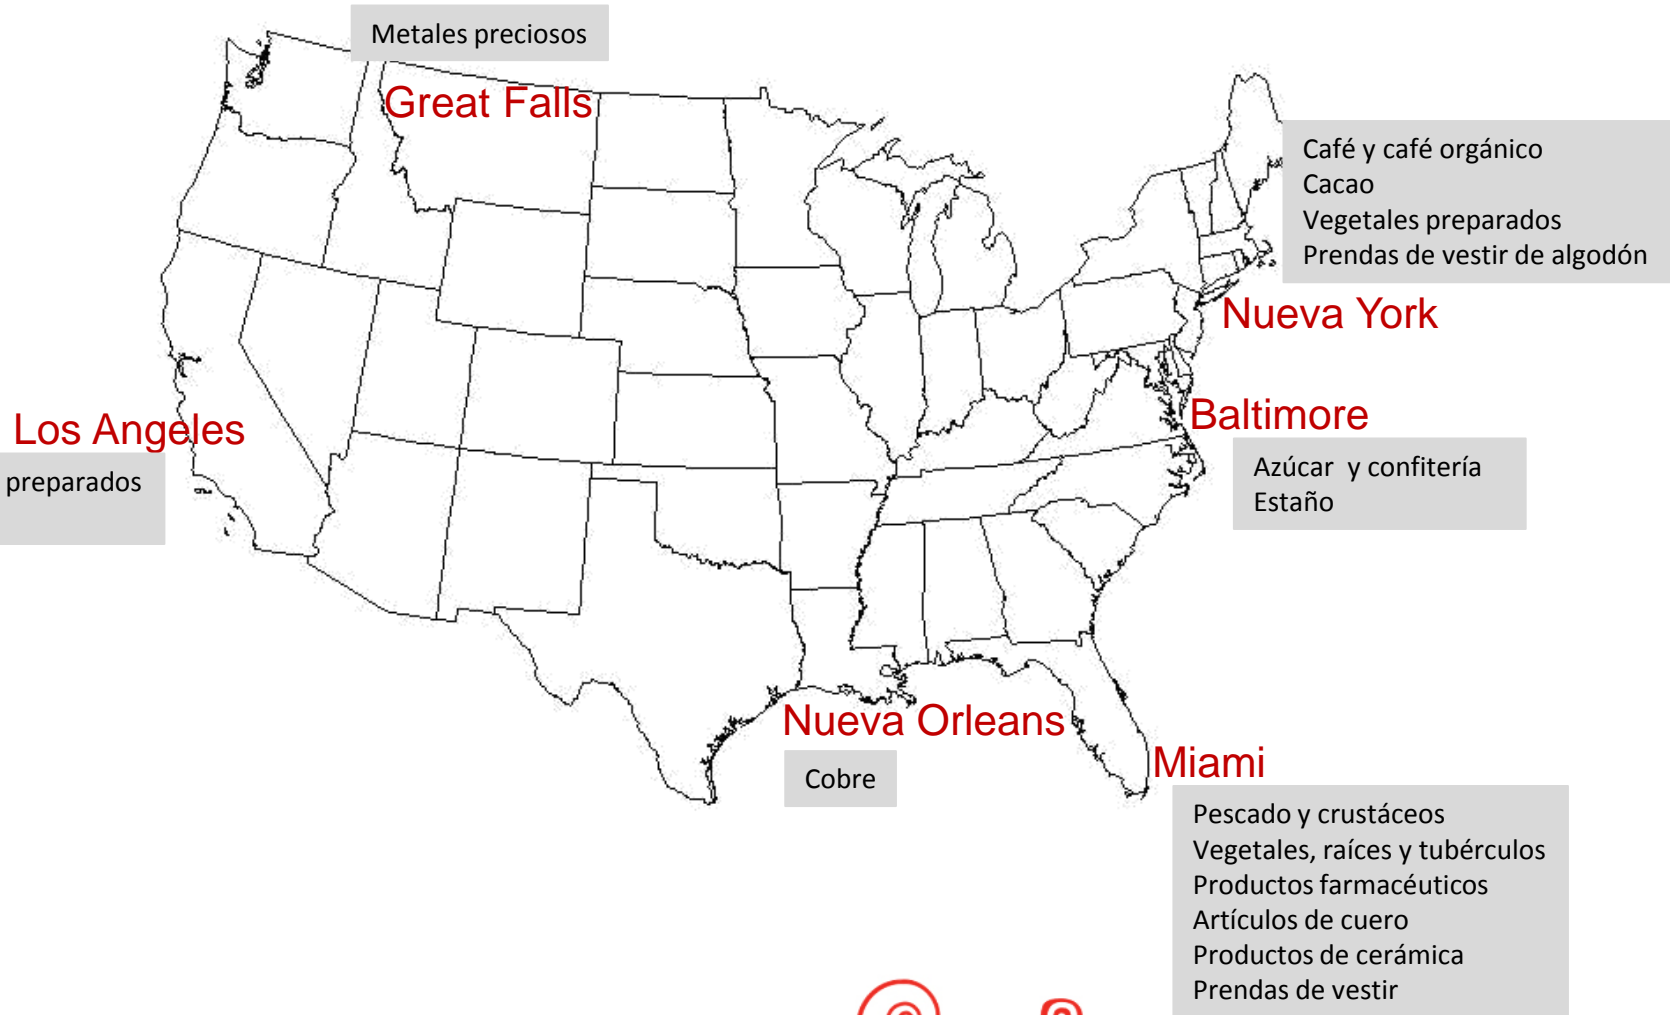 Metales preciosos
Great Falls
Café y café orgánico
Cacao
Vegetales preparados
Prendas de vestir de algodón
Nueva York
Los Angeles
preparados
Baltimore
Azúcar y confitería
Estaño
Nueva Orleans
Cobre
Miami
Pescado y crustáceos
Vegetales, raíces y tubérculos
Productos farmacéuticos
Artículos de cuero
Productos de cerámica
Prendas de vestir